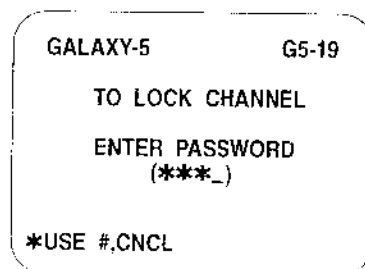 GALAXY-5 G5-19
TO LOCK CHANNEL
ENTER PASSWORD
(***_)
*USE #,CNCL